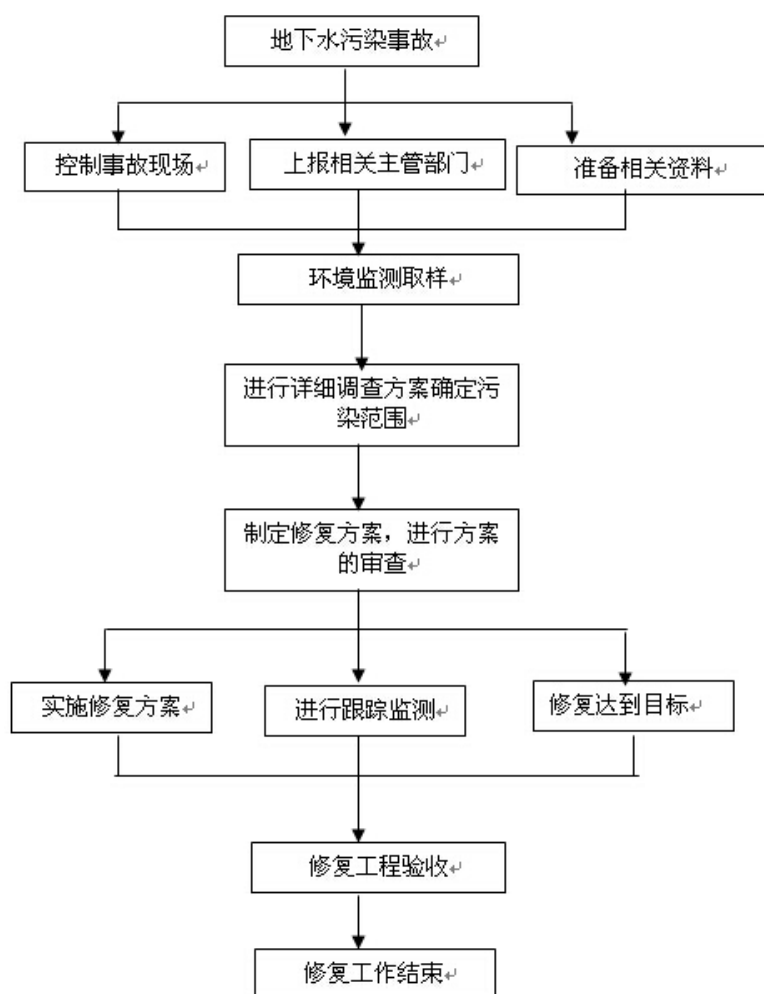 地下水污染事故
控制事故现场
上报相关主管部门
准备相关资料
环境监测取样
进行详细调查方案确定污
染范围
制定修复方案，进行方案
的审查
实施修复方案
进行跟踪监测
修复达到目标
修复工程验收
修复工作结束